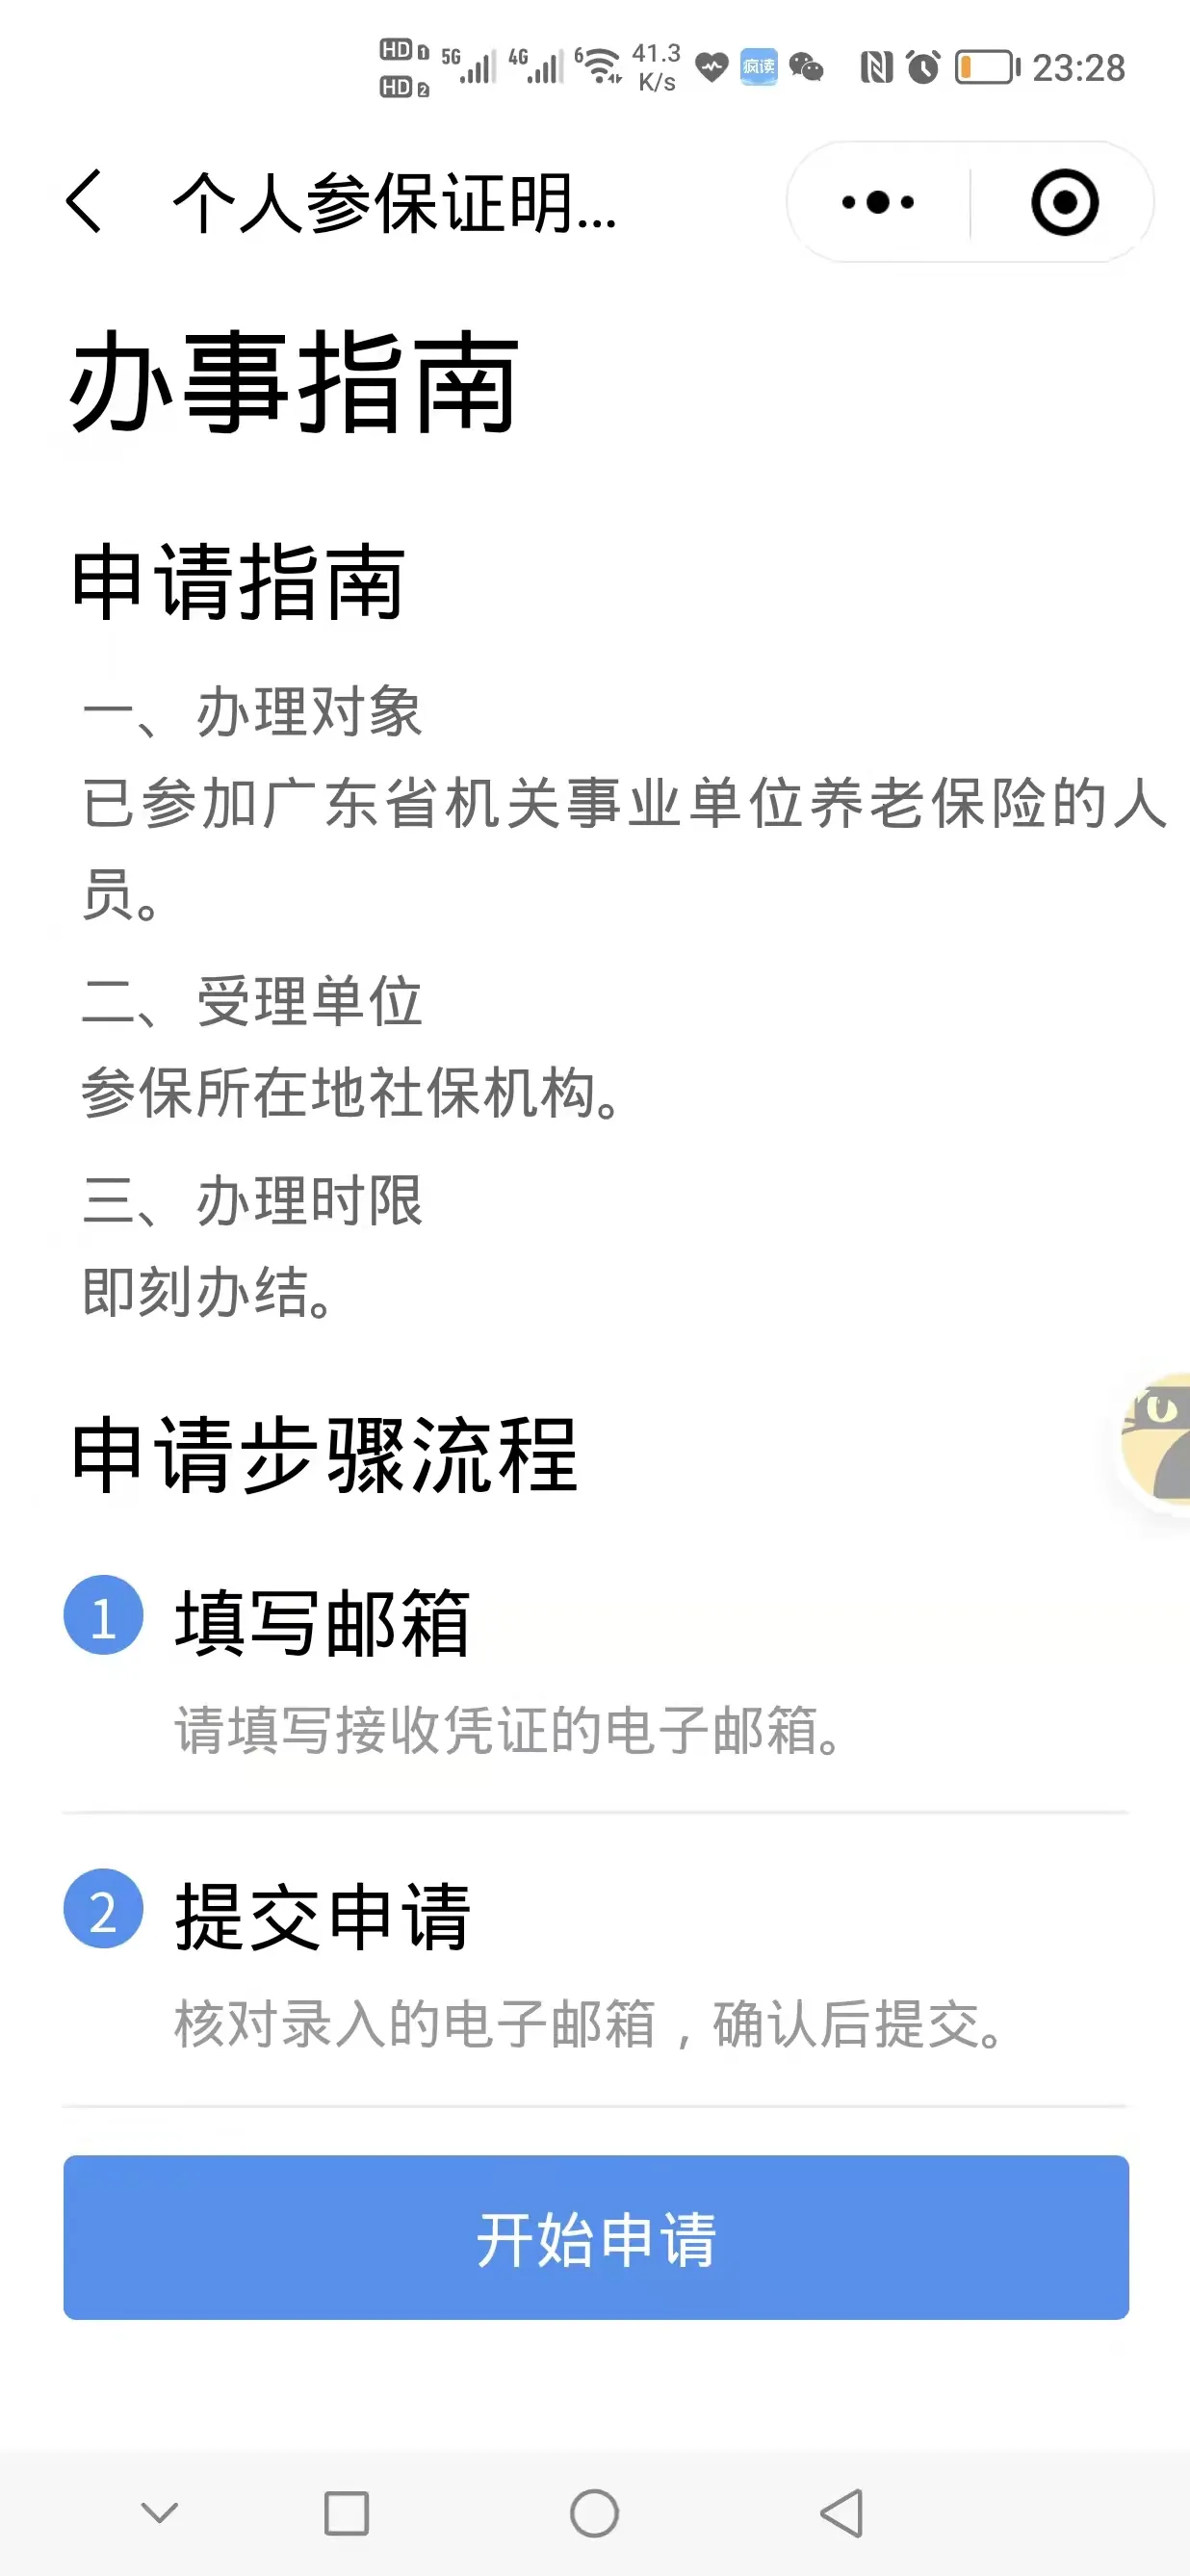 HD 1 5G 4G 6 41.3 疯读 23:28
HD 2 K/s
个人参保证明...
办事指南
申请指南
一、办理对象
已参加广东省机关事业单位养老保险的人
员。
二、受理单位
参保所在地社保机构。
三、办理时限
即刻办结。
申请步骤流程
1 填写邮箱
请填写接收凭证的电子邮箱。
2 提交申请
核对录入的电子邮箱，确认后提交。
开始申请